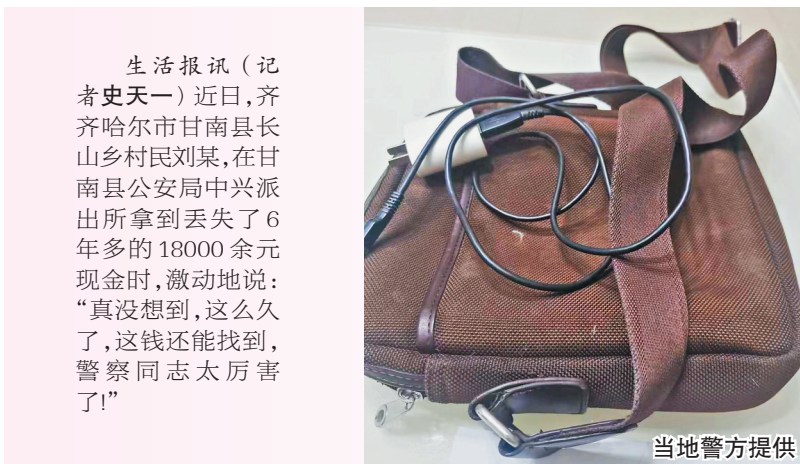 生活报讯（记
者史天一）近日，齐
齐哈尔市甘南县长
山乡村民刘某，在甘
南县公安局中兴派
出所拿到丢失了6
年多的18000余元
现金时，激动地说：
“真没想到，这么久
了，这钱还能找到，
警察同志太厉害
了！”
当地警方提供